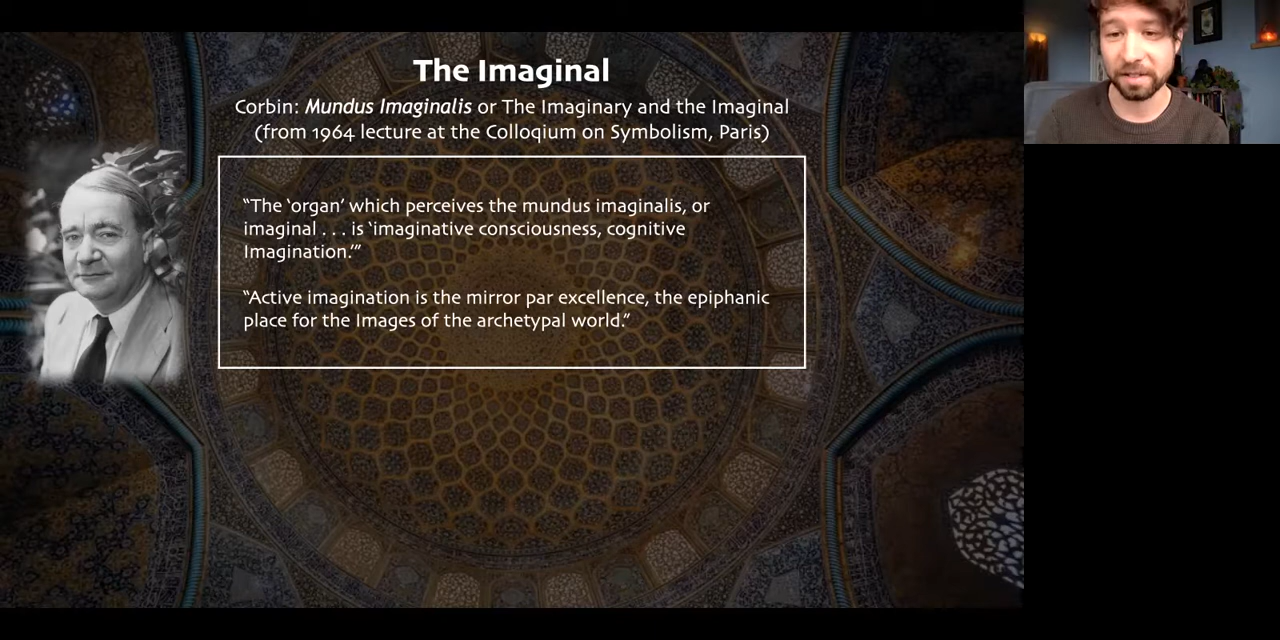 The Imaginal
Corbin: Mundus Imaginalis or The Imaginary and the Imaginal
(from 1964 lecture at the Colloqium on Symbolism, Paris)
“The ‘organ’ which perceives the mundus imaginalis, or
imaginal . . . is ‘imaginative consciousness, cognitive
Imagination.’”
“Active imagination is the mirror par excellence, the epiphanic
place for the Images of the archetypal world.”